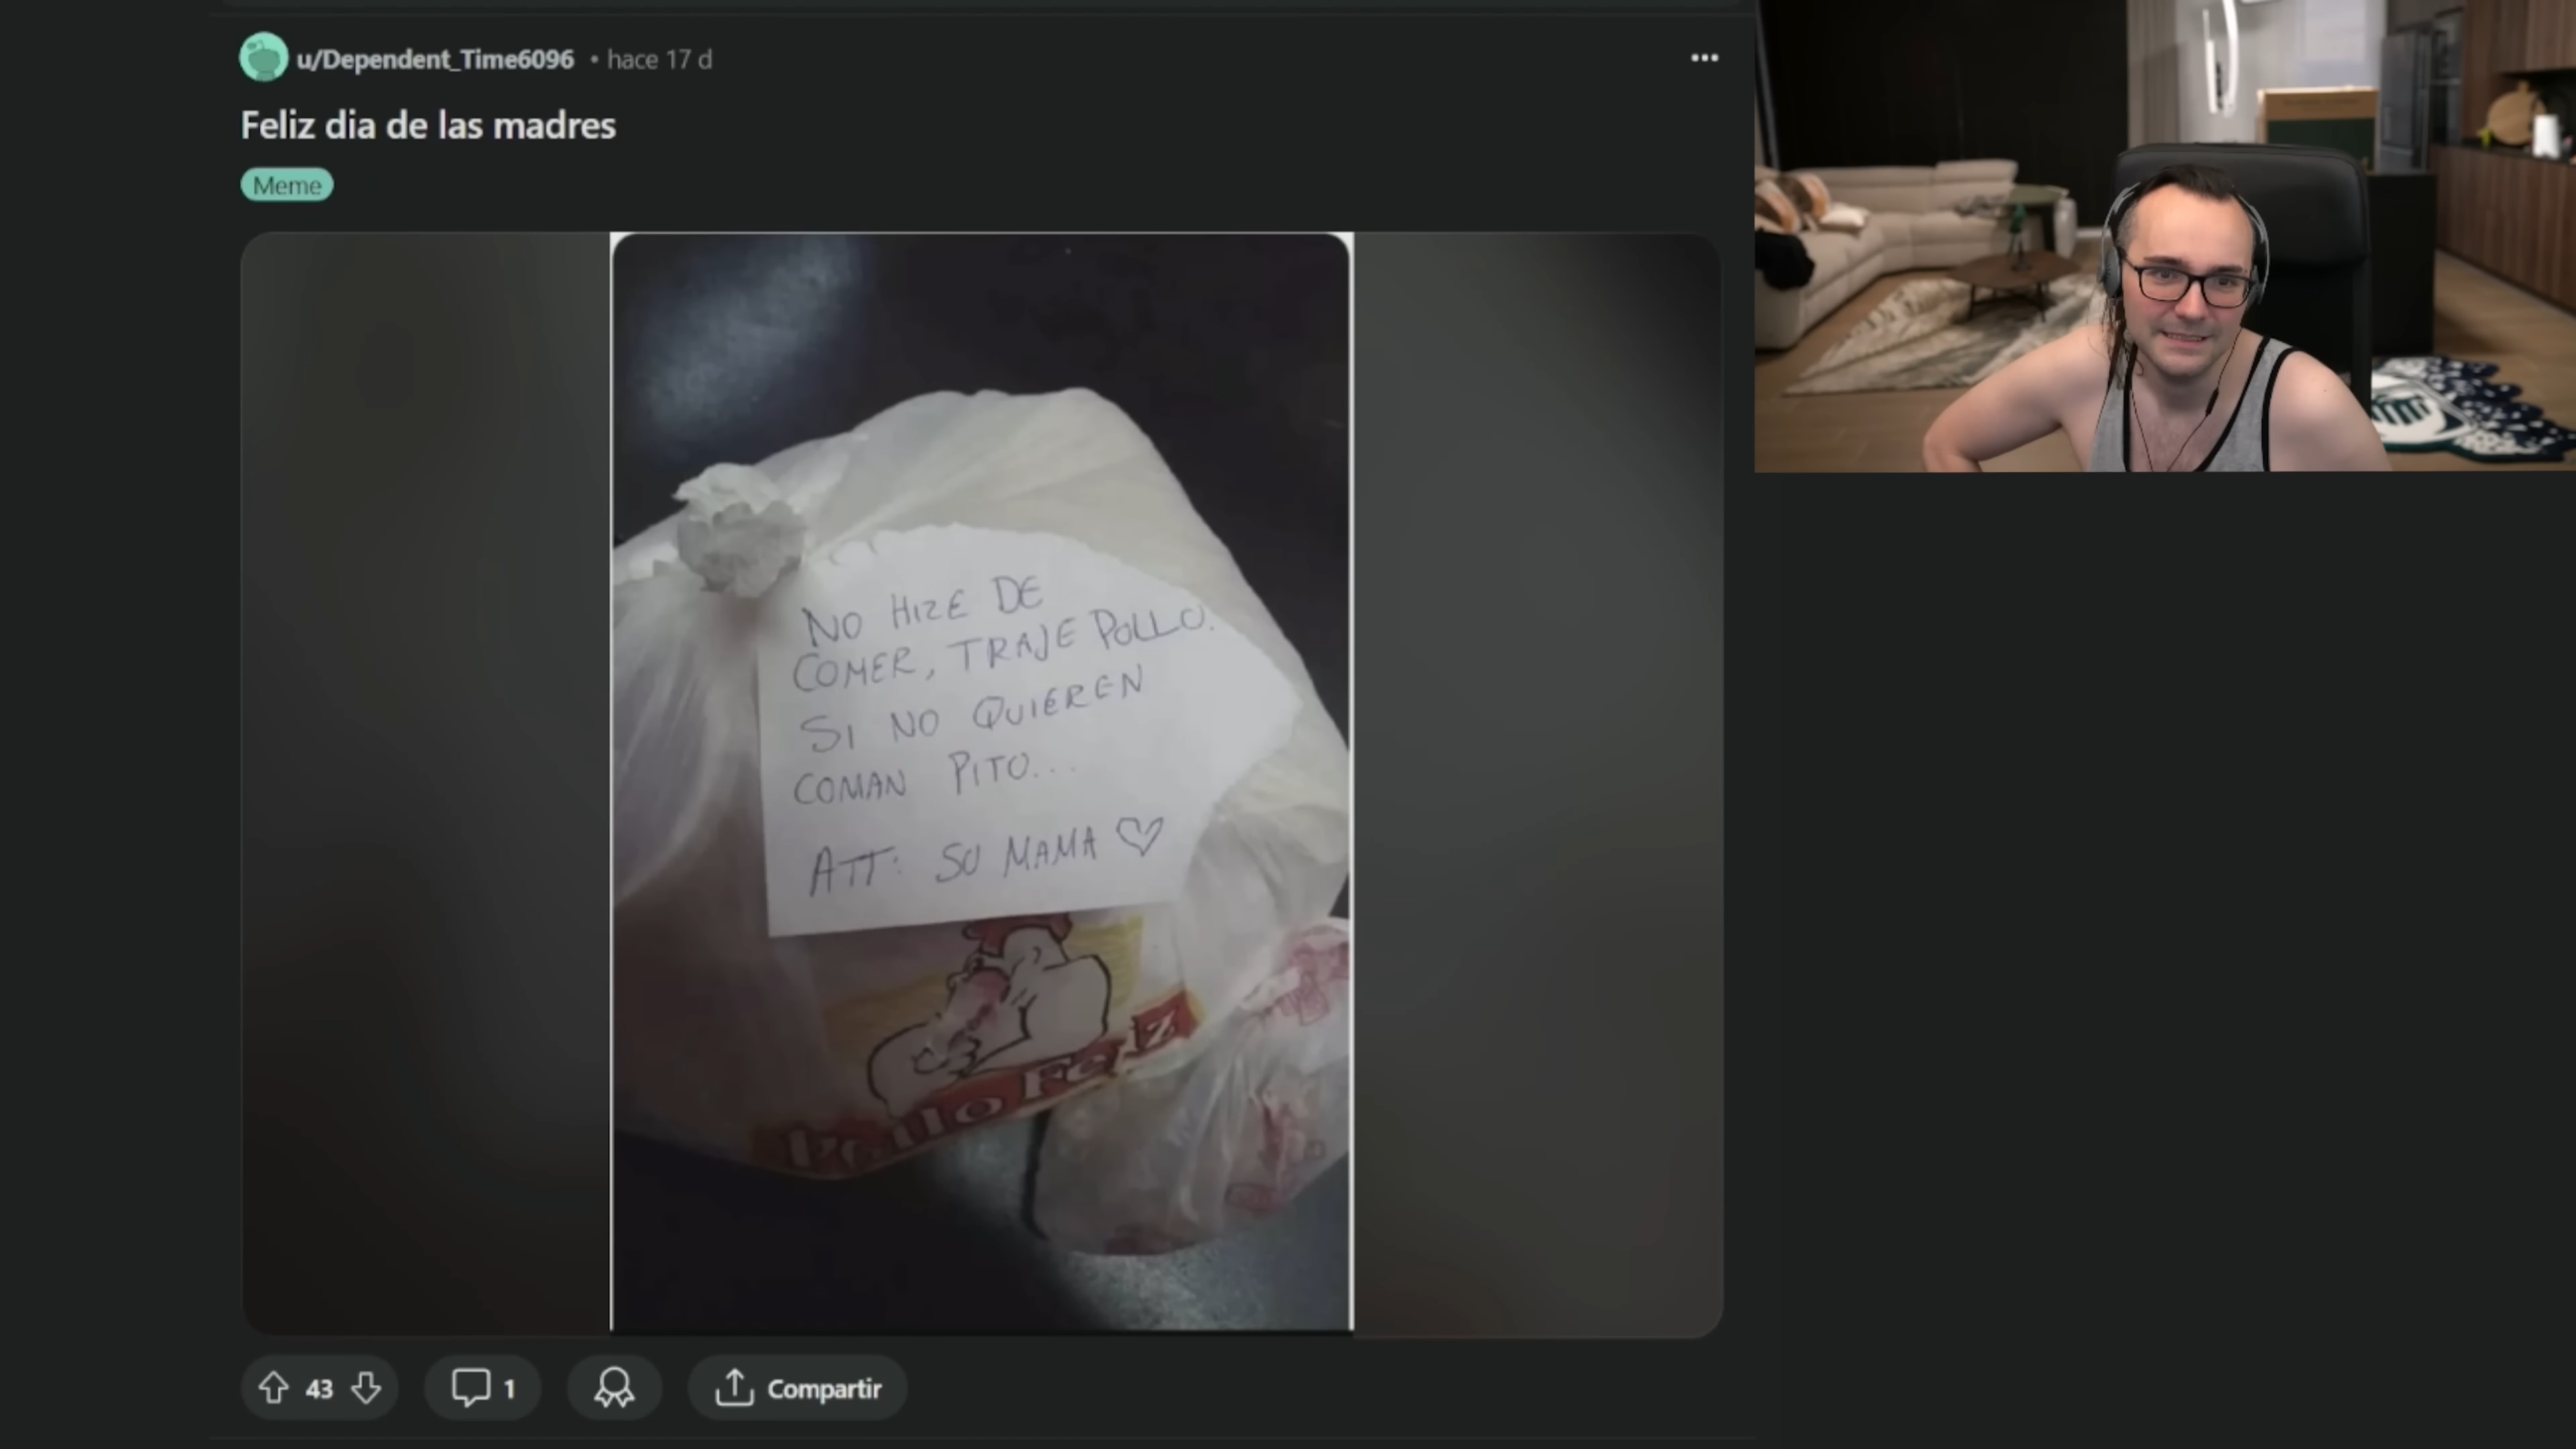 u/Dependent_Time6096 • hace 17 d
Feliz dia de las madres
Meme
NO HIZE DE
COMER, TRAJE POLLO.
SI NO QUIEREN
COMAN PITO...
ATT: SU MAMA ♡
Pollo Feliz
43
1
Compartir